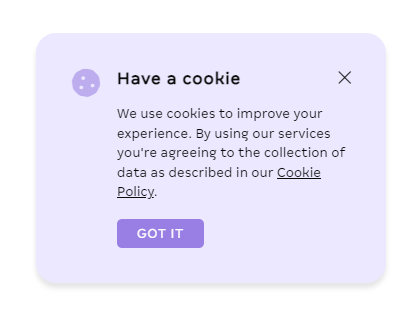 Have a cookie
We use cookies to improve your
experience. By using our services
you're agreeing to the collection of
data as described in our Cookie
Policy.
GOT IT